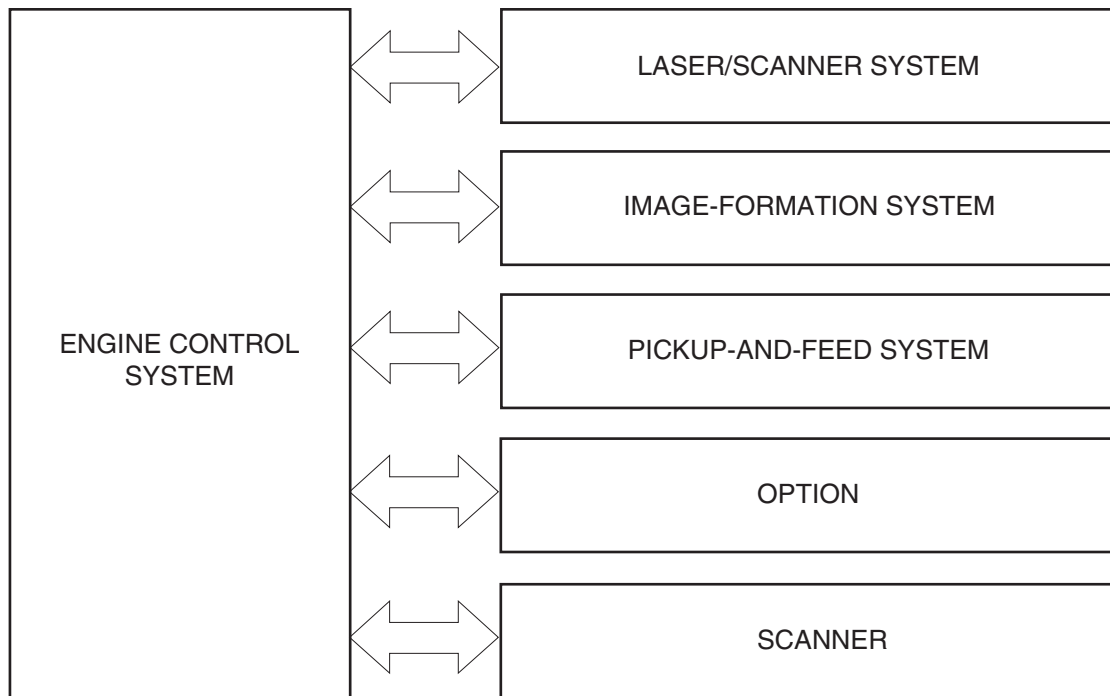 ENGINE CONTROL
SYSTEM
LASER/SCANNER SYSTEM
IMAGE-FORMATION SYSTEM
PICKUP-AND-FEED SYSTEM
OPTION
SCANNER